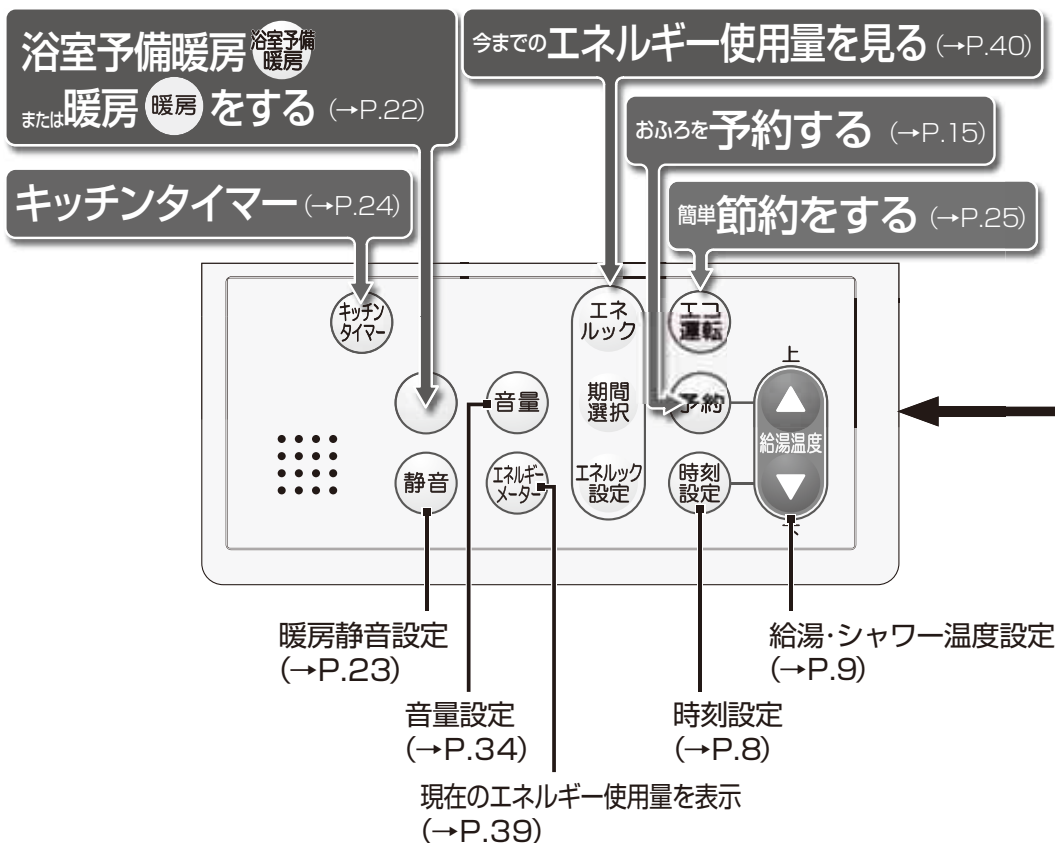 浴室予備暖房 浴室予備暖房
または暖房 暖房 をする (→P.22)
今までのエネルギー使用量を見る (→P.40)
おふろを予約する (→P.15)
キッチンタイマー (→P.24)
簡単節約をする (→P.25)
キッチン
タイマー
エネ
ルック
エコ
運転
上
音量
期間
選択
予約
給湯温度
静音
エネルギー
メーター
エネルック
設定
時刻
設定
暖房静音設定
(→P.23)
給湯・シャワー温度設定
(→P.9)
音量設定
(→P.34)
時刻設定
(→P.8)
現在のエネルギー使用量を表示
(→P.39)